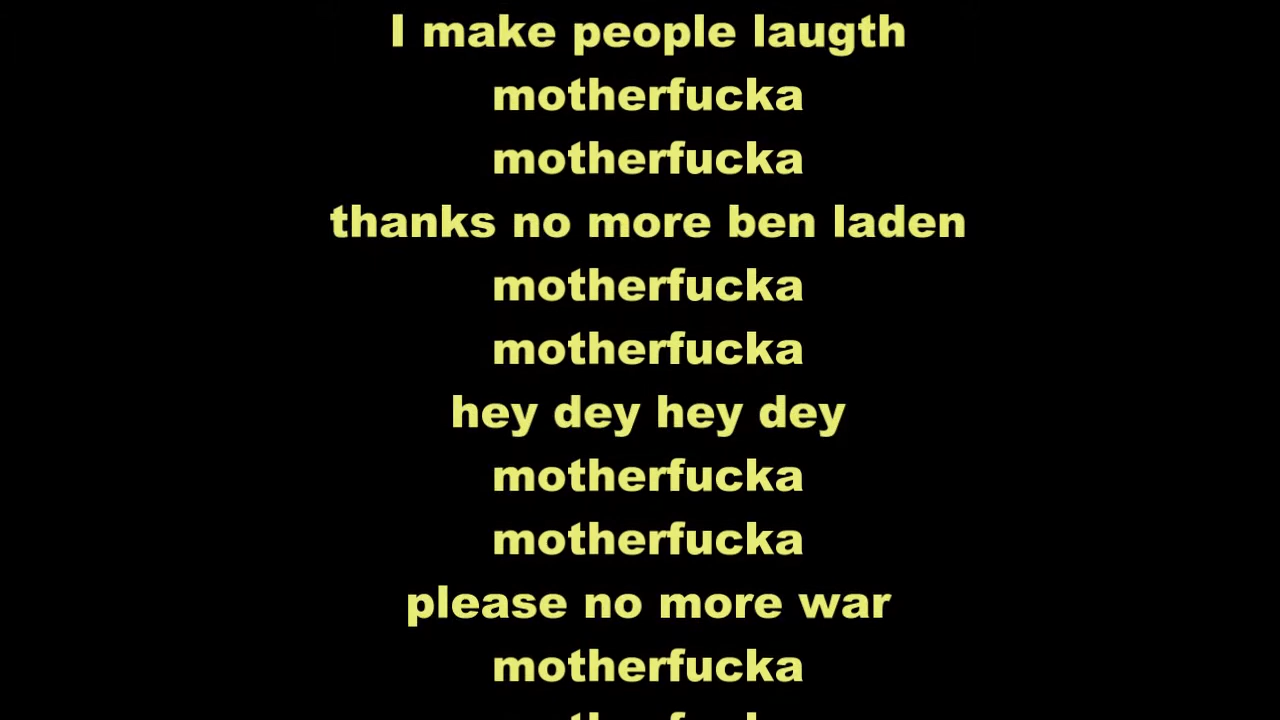 I make people laugth
motherfucka
motherfucka
thanks no more ben laden
motherfucka
motherfucka
hey dey hey dey
motherfucka
motherfucka
please no more war
motherfucka